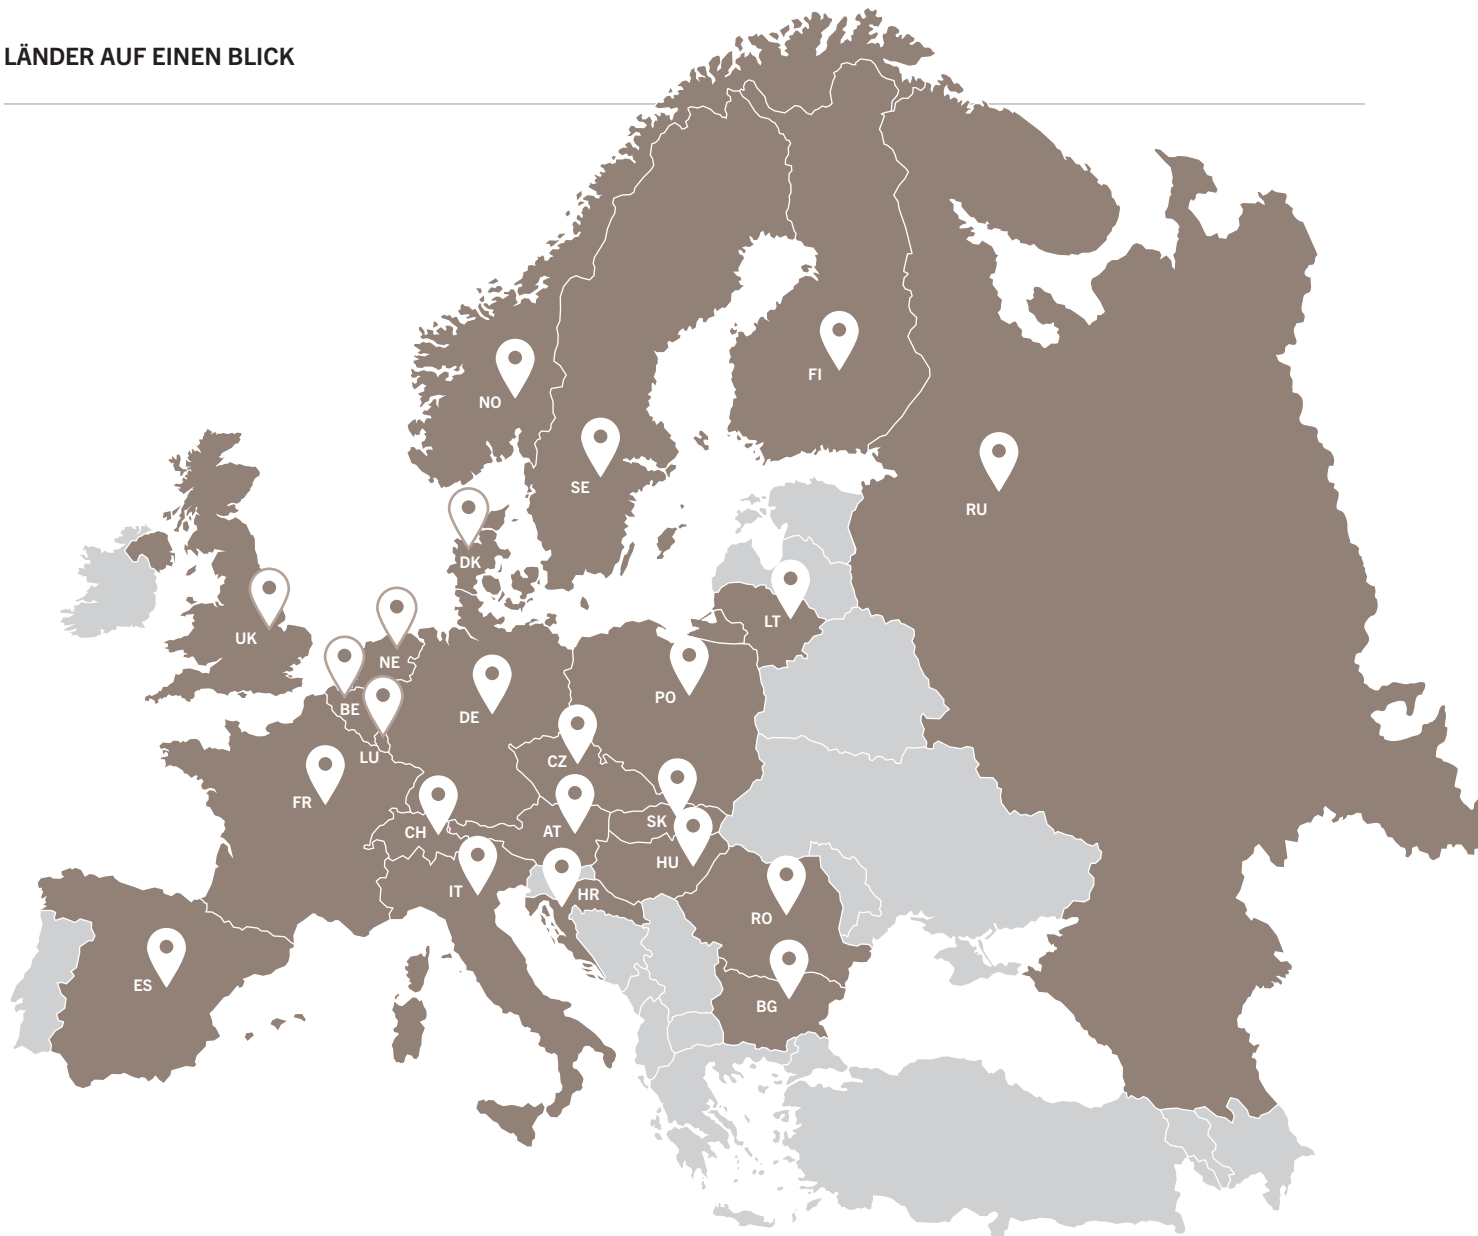 LÄNDER AUF EINEN BLICK
FI
NO
SE
RU
DK
LT
UK
NE
PO
BE
DE
LU
CZ
FR
SK
CH
AT
HU
IT
HR
RO
ES
BG